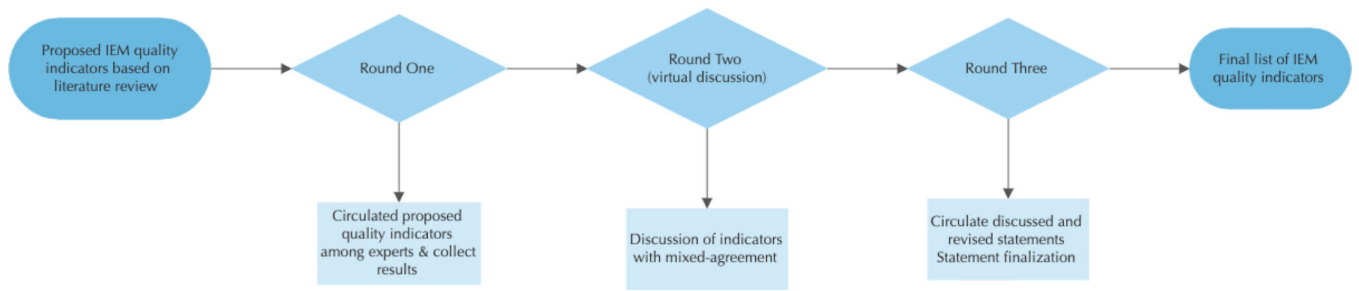 Proposed IEM quality
indicators based on
literature review
Round One
Round Two
(virtual discussion)
Round Three
Final list of IEM
quality indicators
Circulated proposed
quality indicators
among experts & collect
results
Discussion of indicators
with mixed-agreement
Circulate discussed and
revised statements
Statement finalization